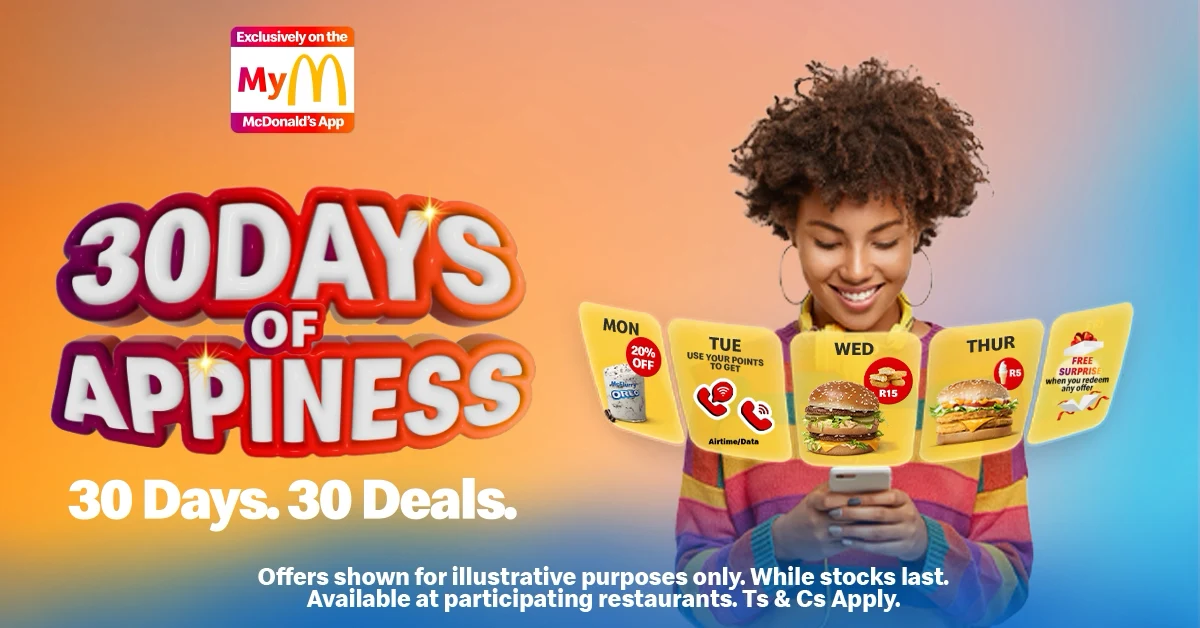 Exclusively on the
My
McDonald's App
30DAYS
OF
APPINESS
30 Days. 30 Deals.
MON
20%
OFF
McFlurry
OREO
TUE
USE YOUR POINTS
TO GET
Airtime/Data
WED
R15
THUR
R5
FREE
SURPRISE
when you redeem
any offer
Offers shown for illustrative purposes only. While stocks last.
Available at participating restaurants. Ts & Cs Apply.